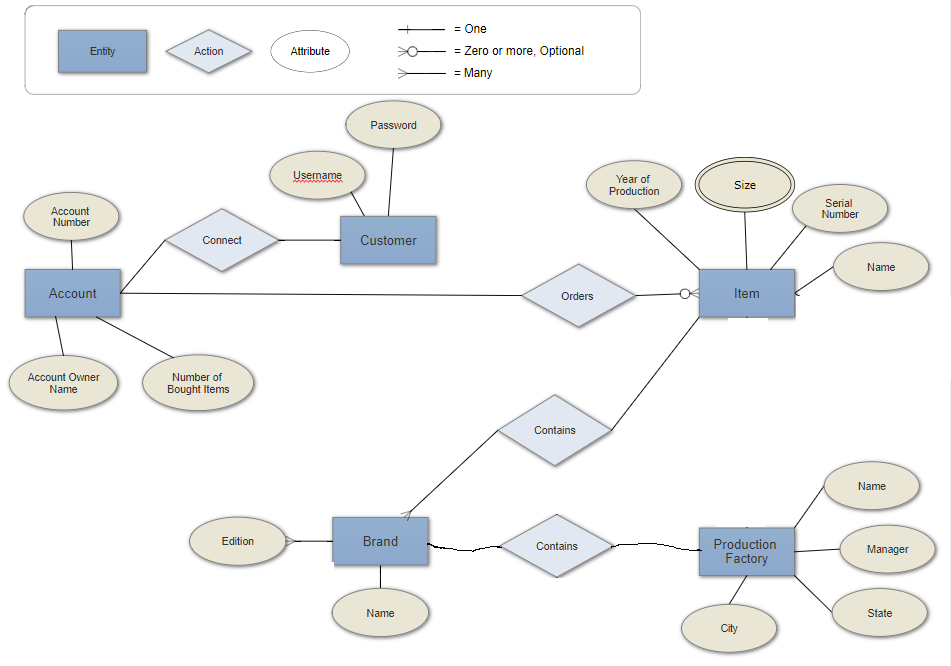 Entity
Action
Attribute
= One
= Zero or more, Optional
= Many
Password
Username
Account
Number
Connect
Customer
Year of
Production
Size
Serial
Number
Name
Account
Orders
Item
Account Owner
Name
Number of
Bought Items
Contains
Edition
Brand
Contains
Production
Factory
Name
Manager
State
City
Name